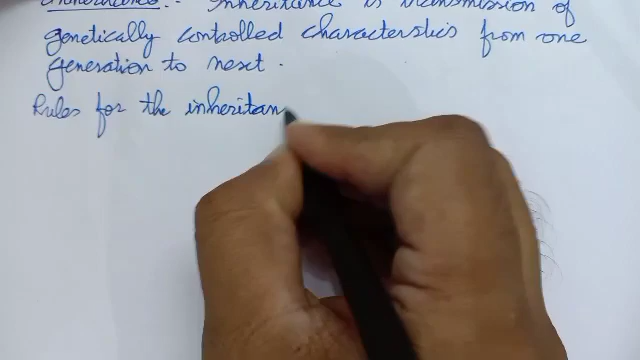 Inheritance :- Inheritance is transmission of
genetically controlled characterstics from one
generation to next .
Rules for the inheritan